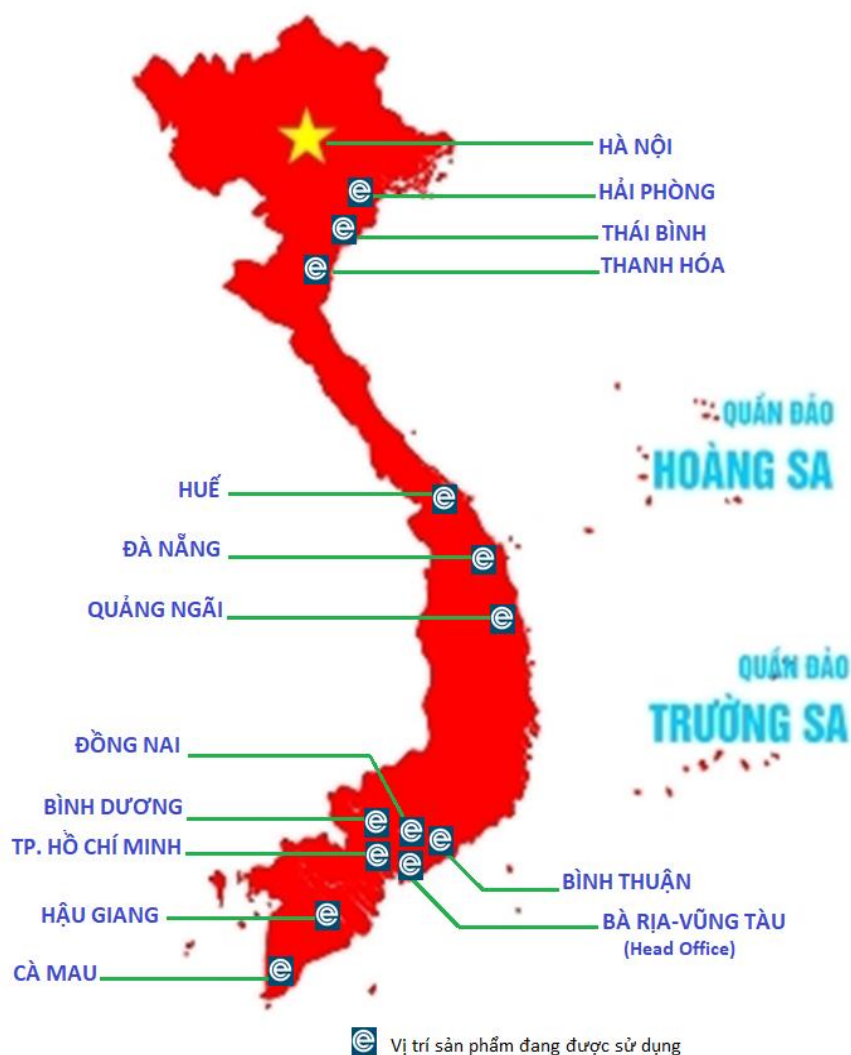 HÀ NỘI
HẢI PHÒNG
THÁI BÌNH
THANH HÓA
QUẦN ĐẢO
HOÀNG SA
HUẾ
ĐÀ NẴNG
QUẢNG NGÃI
QUẦN ĐẢO
TRƯỜNG SA
ĐỒNG NAI
BÌNH DƯƠNG
TP. HỒ CHÍ MINH
BÌNH THUẬN
HẬU GIANG
BÀ RỊA-VŨNG TÀU
(Head Office)
CÀ MAU
Vị trí sản phẩm đang được sử dụng